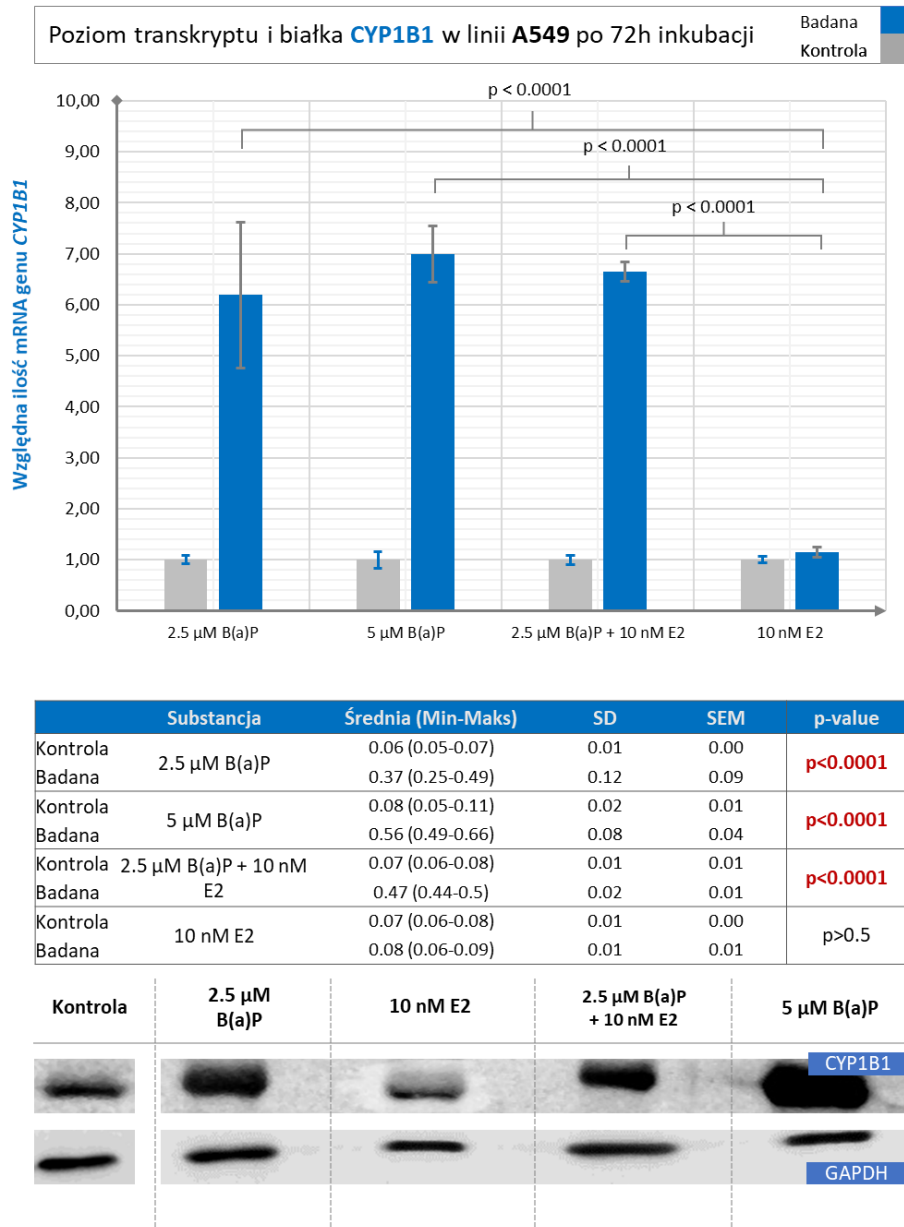 Poziom transkryptu i białka CYP1B1 w linii A549 po 72h inkubacji
Badana
Kontrola
Względna ilość mRNA genu CYP1B1
10,00
9,00
8,00
7,00
6,00
5,00
4,00
3,00
2,00
1,00
0,00
p < 0.0001
p < 0.0001
p < 0.0001
2.5 µM B(a)P
5 µM B(a)P
2.5 µM B(a)P + 10 nM E2
10 nM E2
Substancja Średnia (Min-Maks) SD SEM p-value
Kontrola 2.5 µM B(a)P 0.06 (0.05-0.07) 0.01 0.00 p<0.0001
Badana 0.37 (0.25-0.49) 0.12 0.09
Kontrola 5 µM B(a)P 0.08 (0.05-0.11) 0.02 0.01 p<0.0001
Badana 0.56 (0.49-0.66) 0.08 0.04
Kontrola 2.5 µM B(a)P + 10 nM 0.07 (0.06-0.08) 0.01 0.01 p<0.0001
Badana E2 0.47 (0.44-0.5) 0.02 0.01
Kontrola 10 nM E2 0.07 (0.06-0.08) 0.01 0.00 p>0.5
Badana 0.08 (0.06-0.09) 0.01 0.01
Kontrola
2.5 µM
B(a)P
10 nM E2
2.5 µM B(a)P
+ 10 nM E2
5 µM B(a)P
CYP1B1
GAPDH